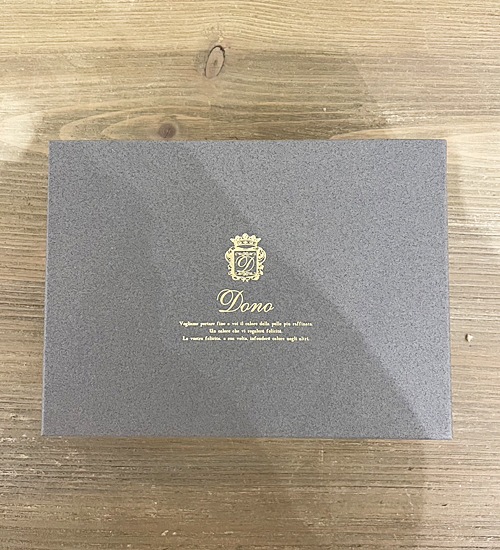 D
Dono
Vogliamo portare fino a voi il calore della pelle più raffinata.
Un calore che vi regalerà felicità.
La vostra felicità, a sua volta, infonderà calore negli altri.